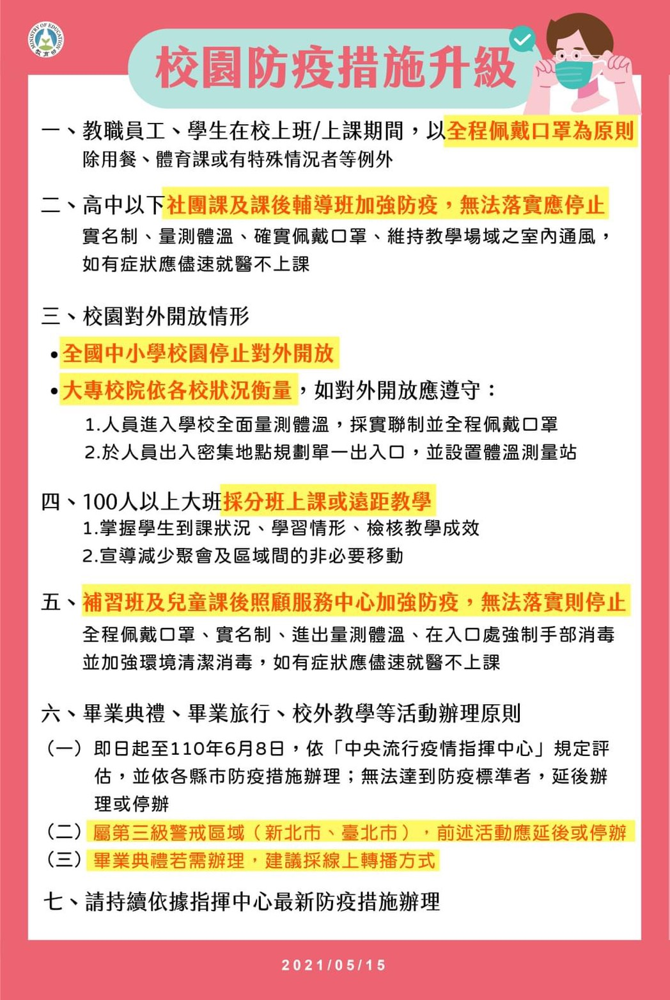 MINISTRY OF EDUCATION
教育部
校園防疫措施升級
一、教職員工、學生在校上班/上課期間，以全程佩戴口罩為原則
除用餐、體育課或有特殊情況者等例外
二、高中以下社團課及課後輔導班加強防疫，無法落實應停止
實名制、量測體溫、確實佩戴口罩、維持教學場域之室內通風，
如有症狀應儘速就醫不上課
三、校園對外開放情形
•全國中小學校園停止對外開放
•大專校院依各校狀況衡量，如對外開放應遵守：
1.人員進入學校全面量測體溫，採實聯制並全程佩戴口罩
2.於人員出入密集地點規劃單一出入口，並設置體溫測量站
四、100人以上大班採分班上課或遠距教學
1.掌握學生到課狀況、學習情形、檢核教學成效
2.宣導減少聚會及區域間的非必要移動
五、補習班及兒童課後照顧服務中心加強防疫，無法落實則停止
全程佩戴口罩、實名制、進出量測體溫、在入口處強制手部消毒
並加強環境清潔消毒，如有症狀應儘速就醫不上課
六、畢業典禮、畢業旅行、校外教學等活動辦理原則
（一）即日起至110年6月8日，依「中央流行疫情指揮中心」規定評
估，並依各縣市防疫措施辦理；無法達到防疫標準者，延後辦
理或停辦
（二）屬第三級警戒區域（新北市、臺北市），前述活動應延後或停辦
（三）畢業典禮若需辦理，建議採線上轉播方式
七、請持續依據指揮中心最新防疫措施辦理
2021/05/15